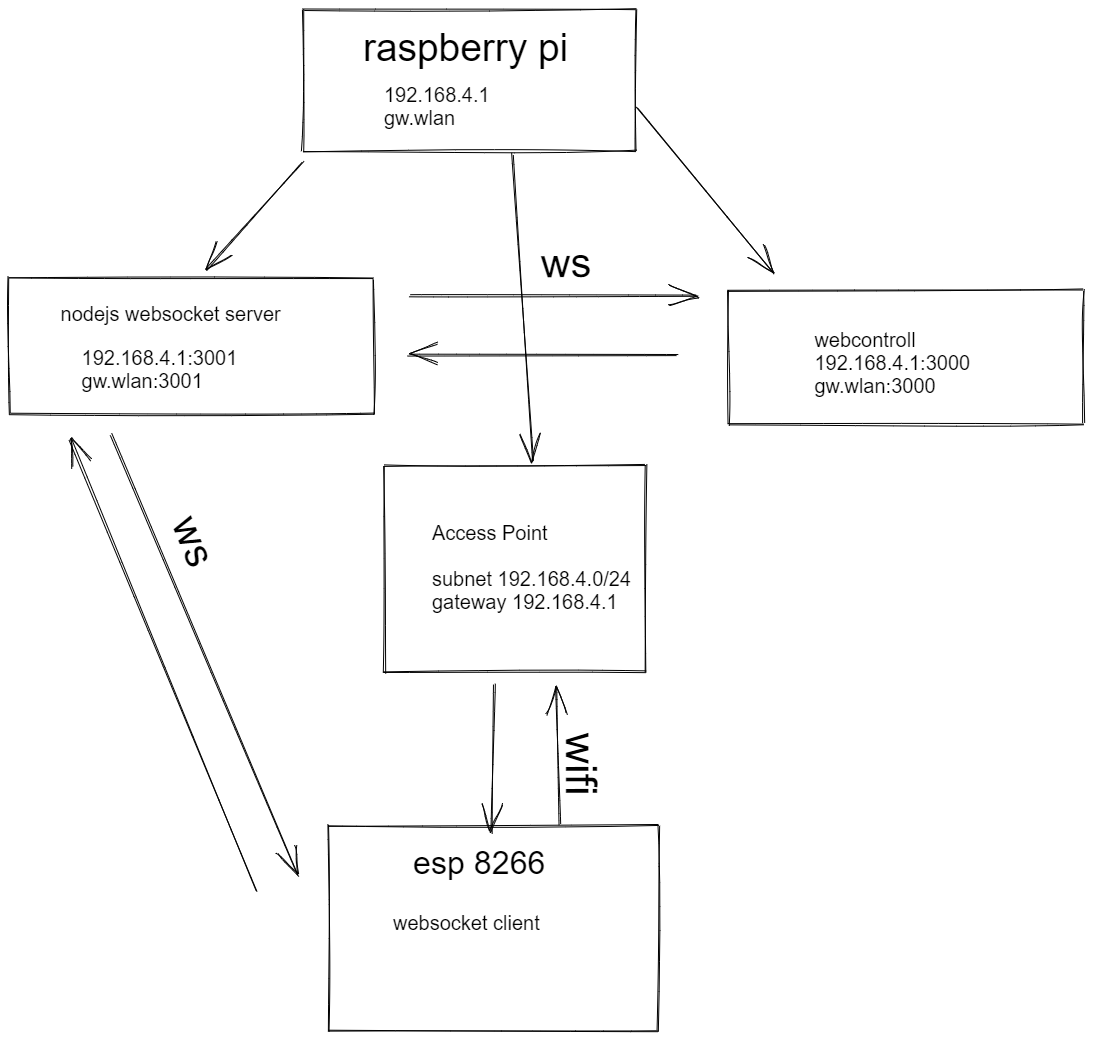 raspberry pi
192.168.4.1
gw.wlan
ws
nodejs websocket server
192.168.4.1:3001
gw.wlan:3001
webcontroll
192.168.4.1:3000
gw.wlan:3000
ws
Access Point
subnet 192.168.4.0/24
gateway 192.168.4.1
wifi
esp 8266
websocket client